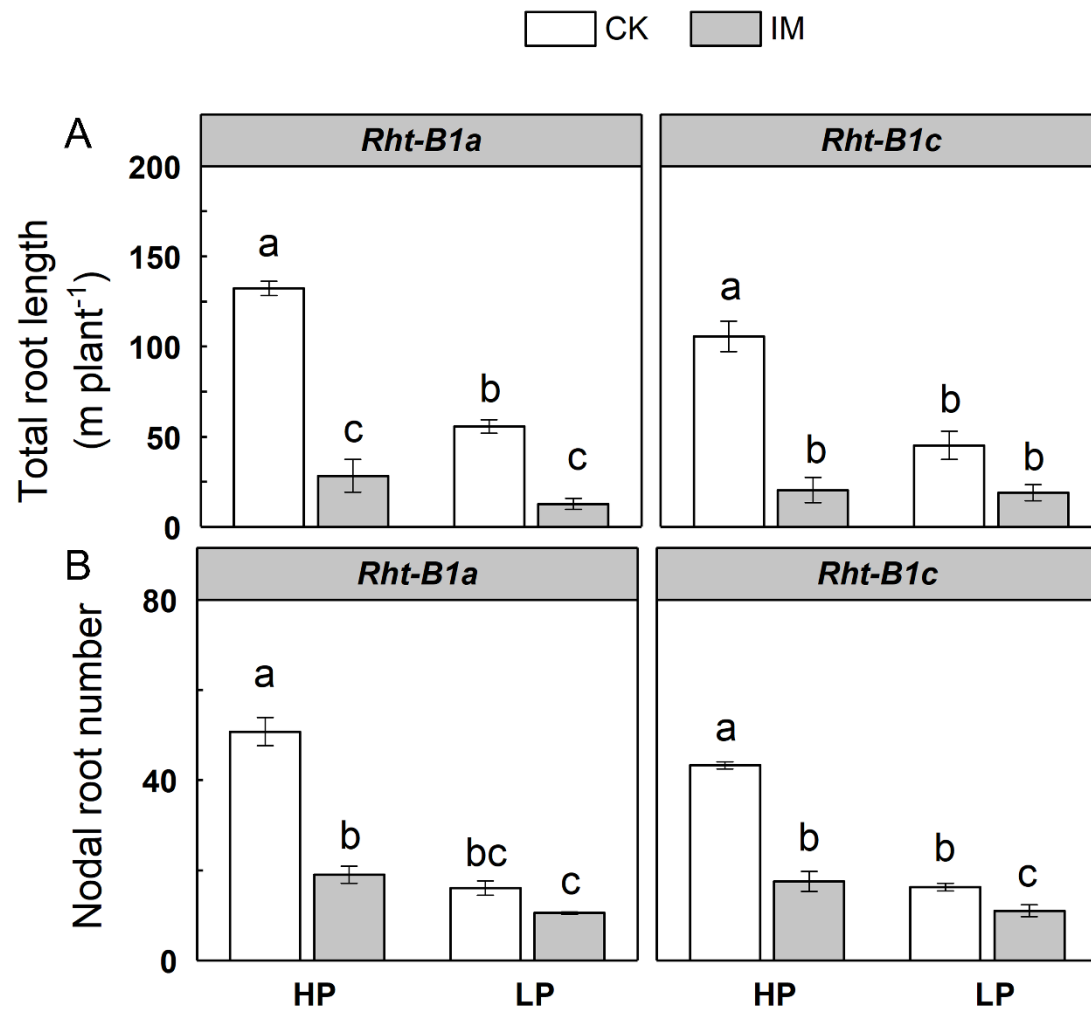 CK IM
A
Rht-B1a Rht-B1c
Total root length
(m plant⁻¹)
200
150
100
50
0
a
c
b
c
a
b
b
b
B
Rht-B1a Rht-B1c
Nodal root number
80
40
0
a
b
bc
c
a
b
b
c
HP LP HP LP